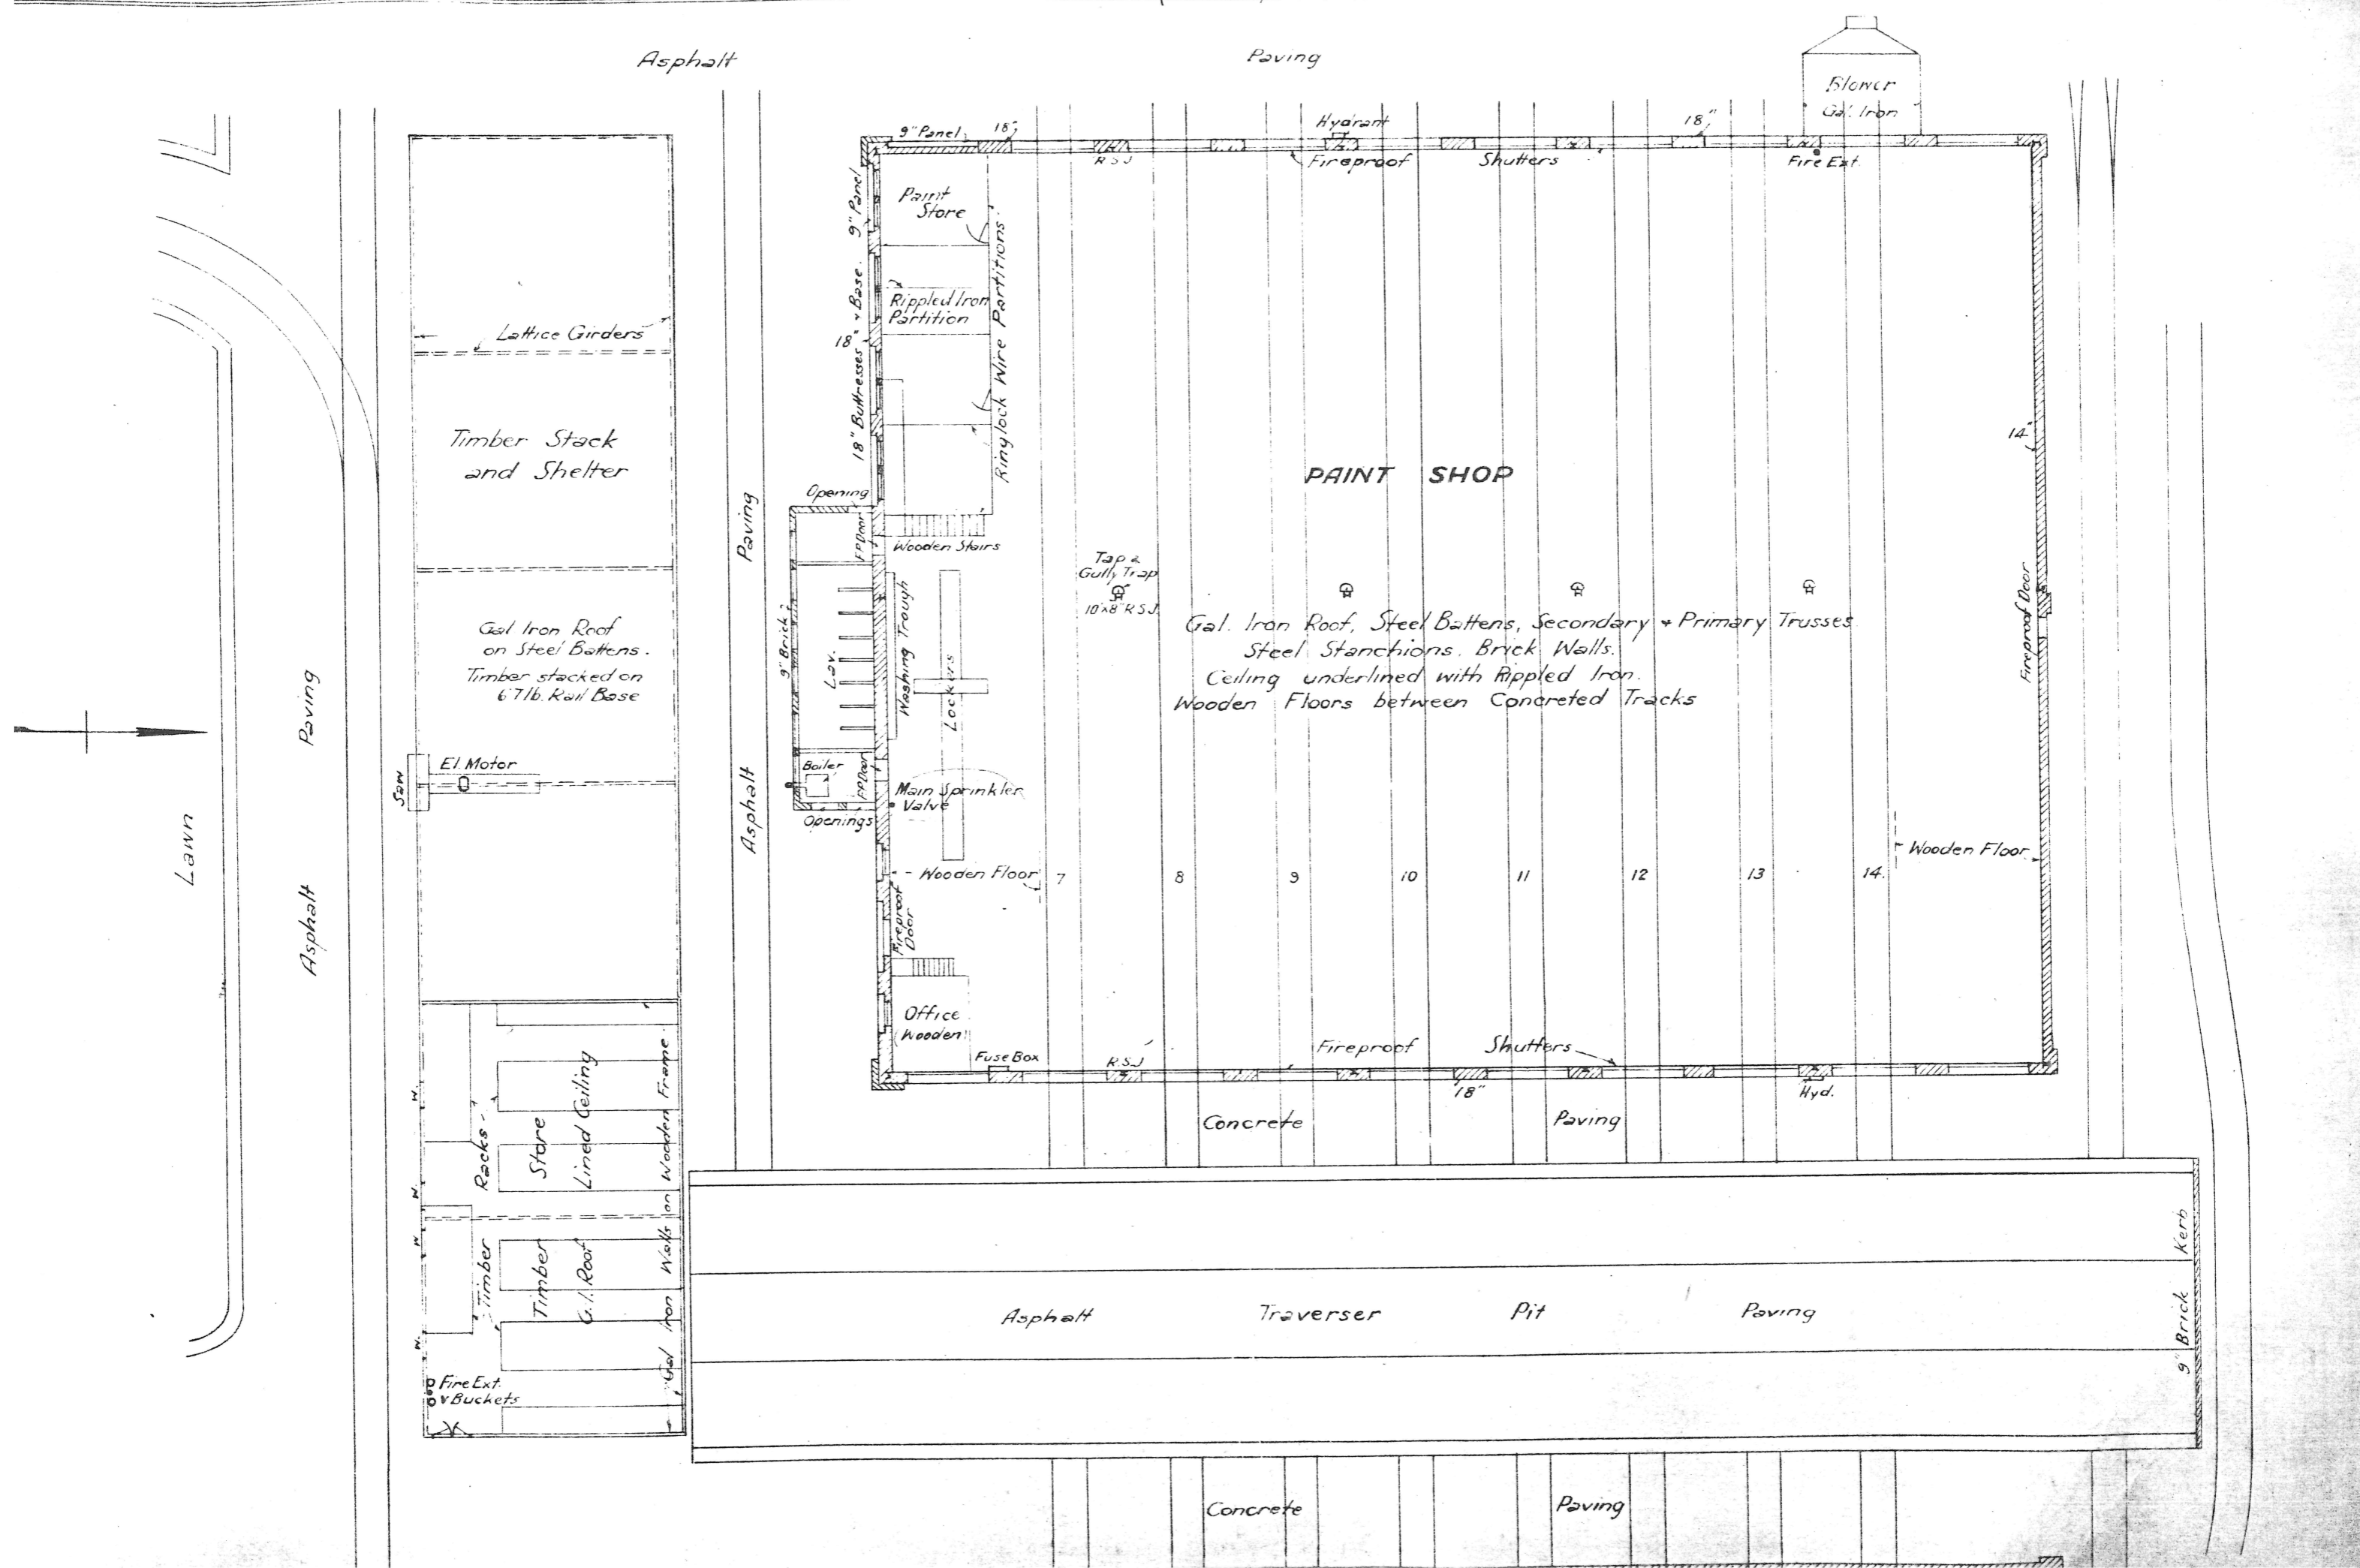 Asphalt
Paving
Blower
Gal. Iron
9" Panel
18"
Hydrant
18"
R.S.J
Fireproof
Shutters
Fire Ext.
9" Panel
Paint
Store
Ringlock Wire Partitions
Rippled Iron
Partition
18" Buttresses & Base
18"
Lattice Girders
Timber Stack
and Shelter
14"
PAINT SHOP
Opening
F.P. Door
Wooden Stairs
Paving
Asphalt
Tap &
Gully Trap
10"x8" R.S.J.
Gal. Iron Roof, Steel Battens, Secondary & Primary Trusses
Steel Stanchions. Brick Walls.
Ceiling underlined with Rippled Iron.
Wooden Floors between Concreted Tracks
Fireproof Door
Gal Iron Roof
on Steel Battens.
Timber stacked on
67 lb. Rail Base
9" Brick
Lav.
Washing Trough
Lockers
Paving
Asphalt
Lawn
Saw
El. Motor
Boiler
F.P. Door
Main Sprinkler
Valve
Openings
Wooden Floor
7
8
9
10
11
12
13
14.
Wooden Floor
Fireproof
Door
Office
(Wooden)
Fuse Box
R.S.J
Fireproof
Shutters
18"
Hyd.
Concrete
Paving
W.
W.
W.
W.
Timber Racks
Timber Store
G.I. Roof Lined Ceiling
Gal Iron Walls on Wooden Frame.
Fire Ext.
& Buckets
Asphalt
Traverser
Pit
Paving
9" Brick Kerb
Concrete
Paving